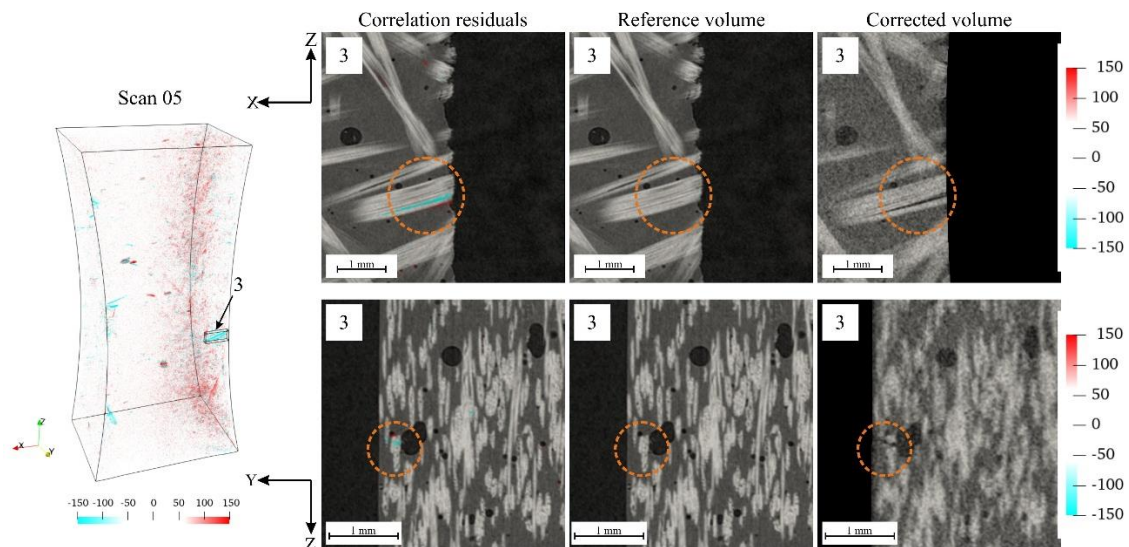 Correlation residuals
Reference volume
Corrected volume
Scan 05
Z
X
3
3
3
1 mm
1 mm
1 mm
150
100
50
0
-50
-100
-150
3
Z
X
Y
-150 -100 -50 0 50 100 150
Y
Z
3
3
3
1 mm
1 mm
1 mm
150
100
50
0
-50
-100
-150